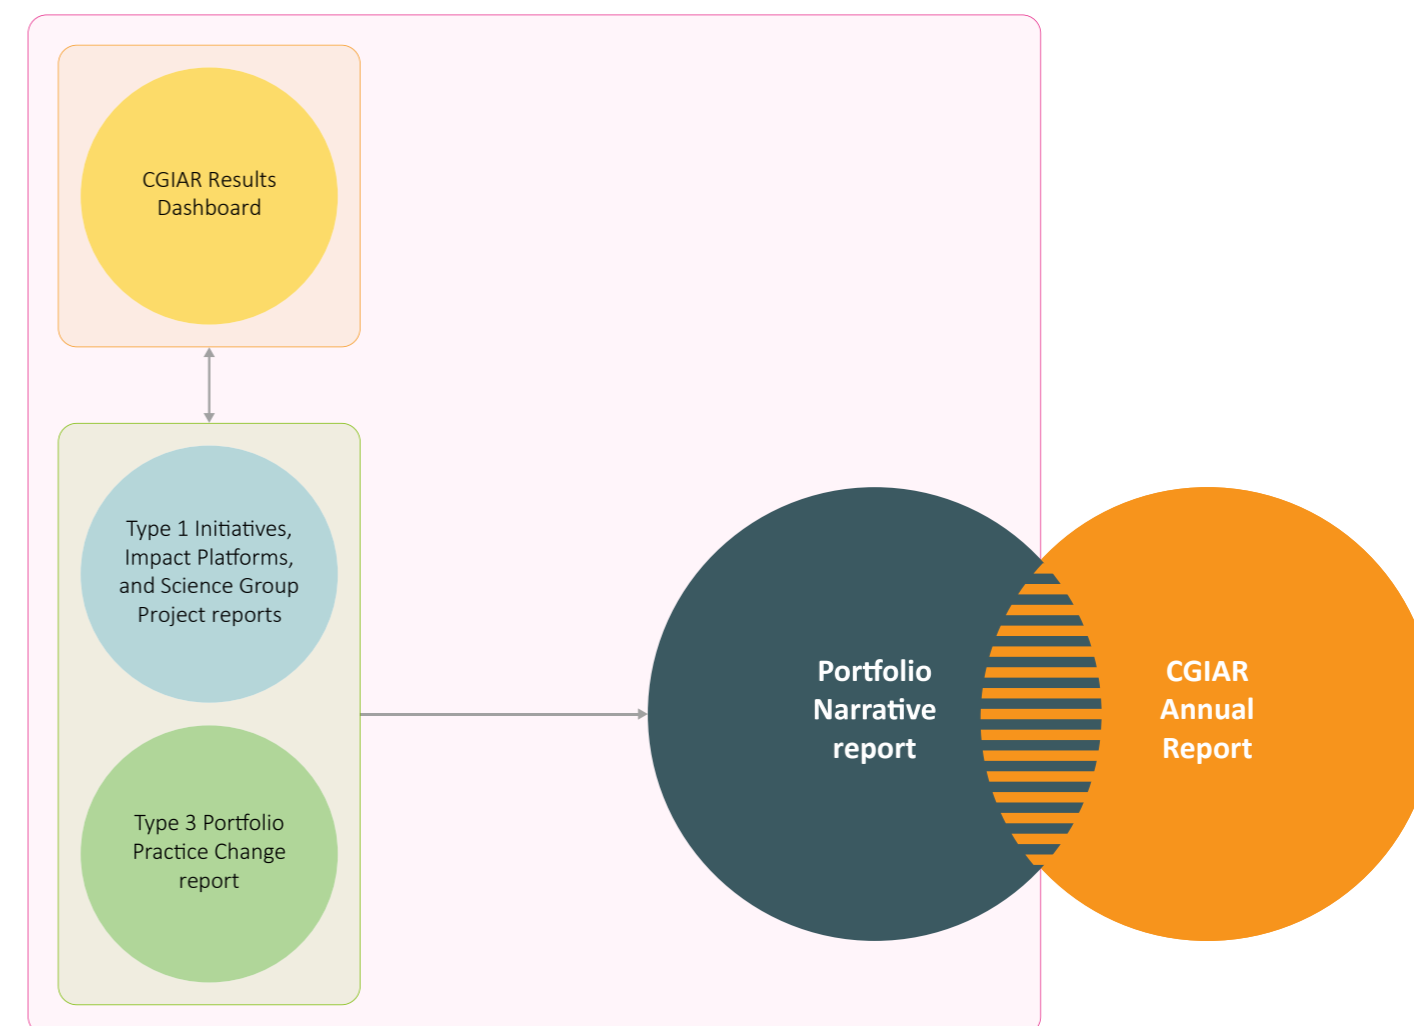 CGIAR Results
Dashboard
Type 1 Initiatives,
Impact Platforms,
and Science Group
Project reports
Type 3 Portfolio
Practice Change
report
Portfolio
Narrative
report
CGIAR
Annual
Report